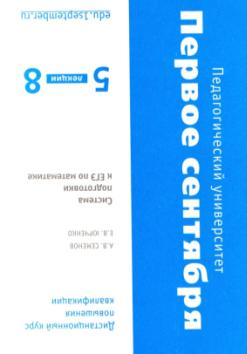 Педагогический университет
Первое сентября
Дистанционный курс
повышения
квалификации
А.В. СЕМЕНОВ
Е.В. ЮРЧЕНКО
Система
подготовки
к ЕГЭ по математике
лекции
5
8
edu.1september.ru